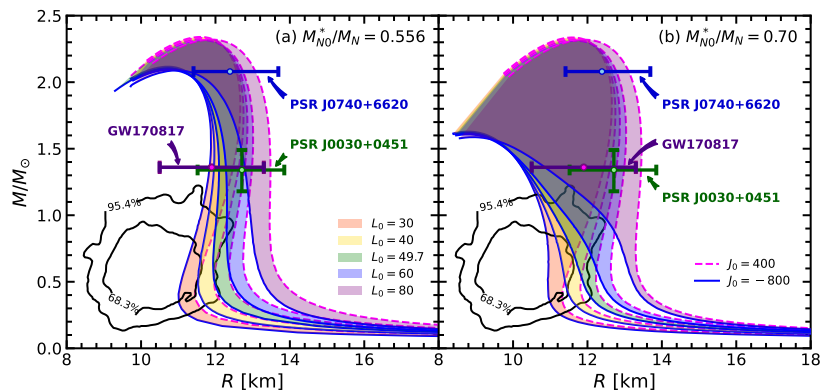 (a) M*N0/MN = 0.556
(b) M*N0/MN = 0.70
2.5
2.0
1.5
1.0
0.5
0.0
M/M⊙
PSR J0740+6620
GW170817
PSR J0030+0451
95.4%
68.3%
L0 = 30
L0 = 40
L0 = 49.7
L0 = 60
L0 = 80
8 10 12 14 16
R [km]
PSR J0740+6620
GW170817
PSR J0030+0451
95.4%
68.3%
J0 = 400
J0 = −800
8 10 12 14 16 18
R [km]